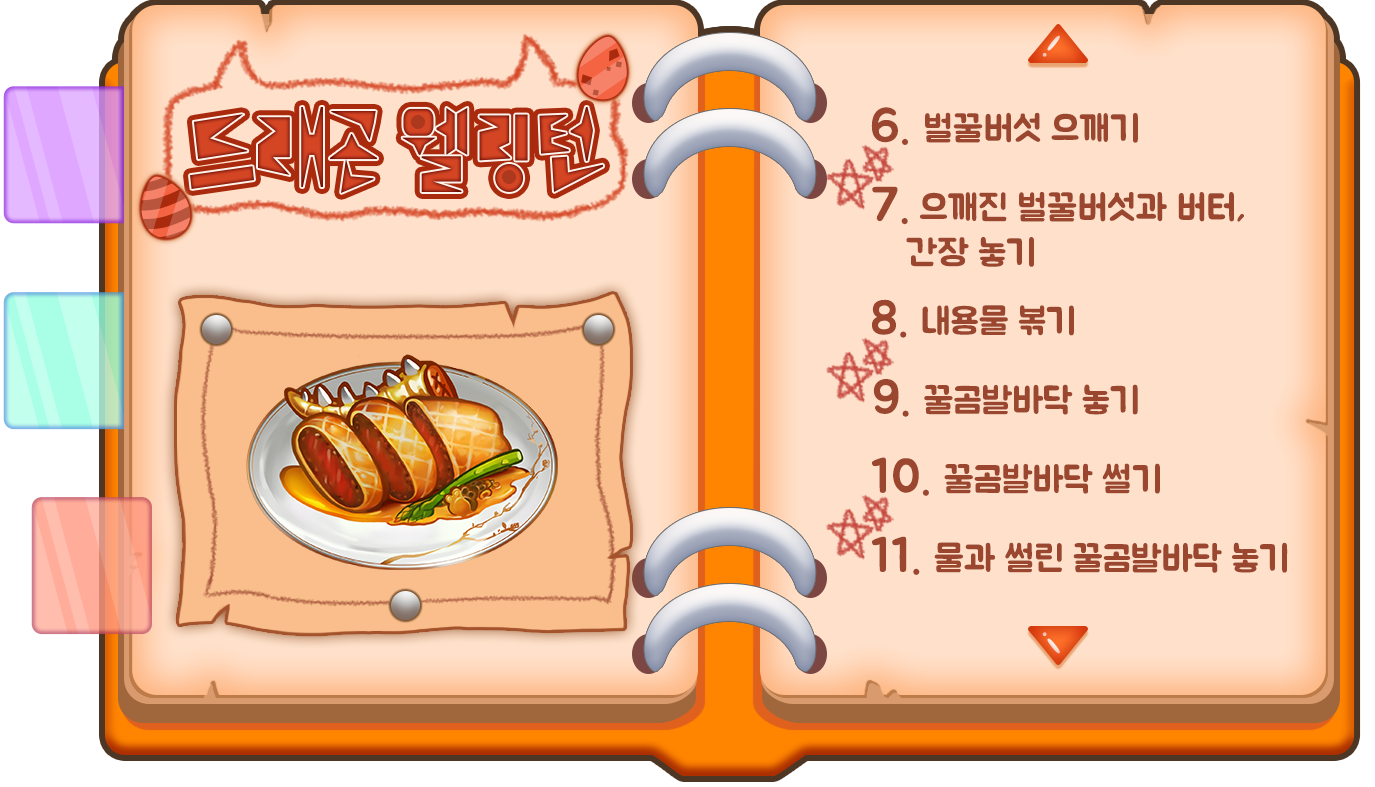 드래곤 웰링턴
6. 벌꿀버섯 으깨기
7. 으깨진 벌꿀버섯과 버터,
간장 놓기
8. 내용물 볶기
9. 꿀곰발바닥 놓기
10. 꿀곰발바닥 썰기
11. 물과 썰린 꿀곰발바닥 놓기